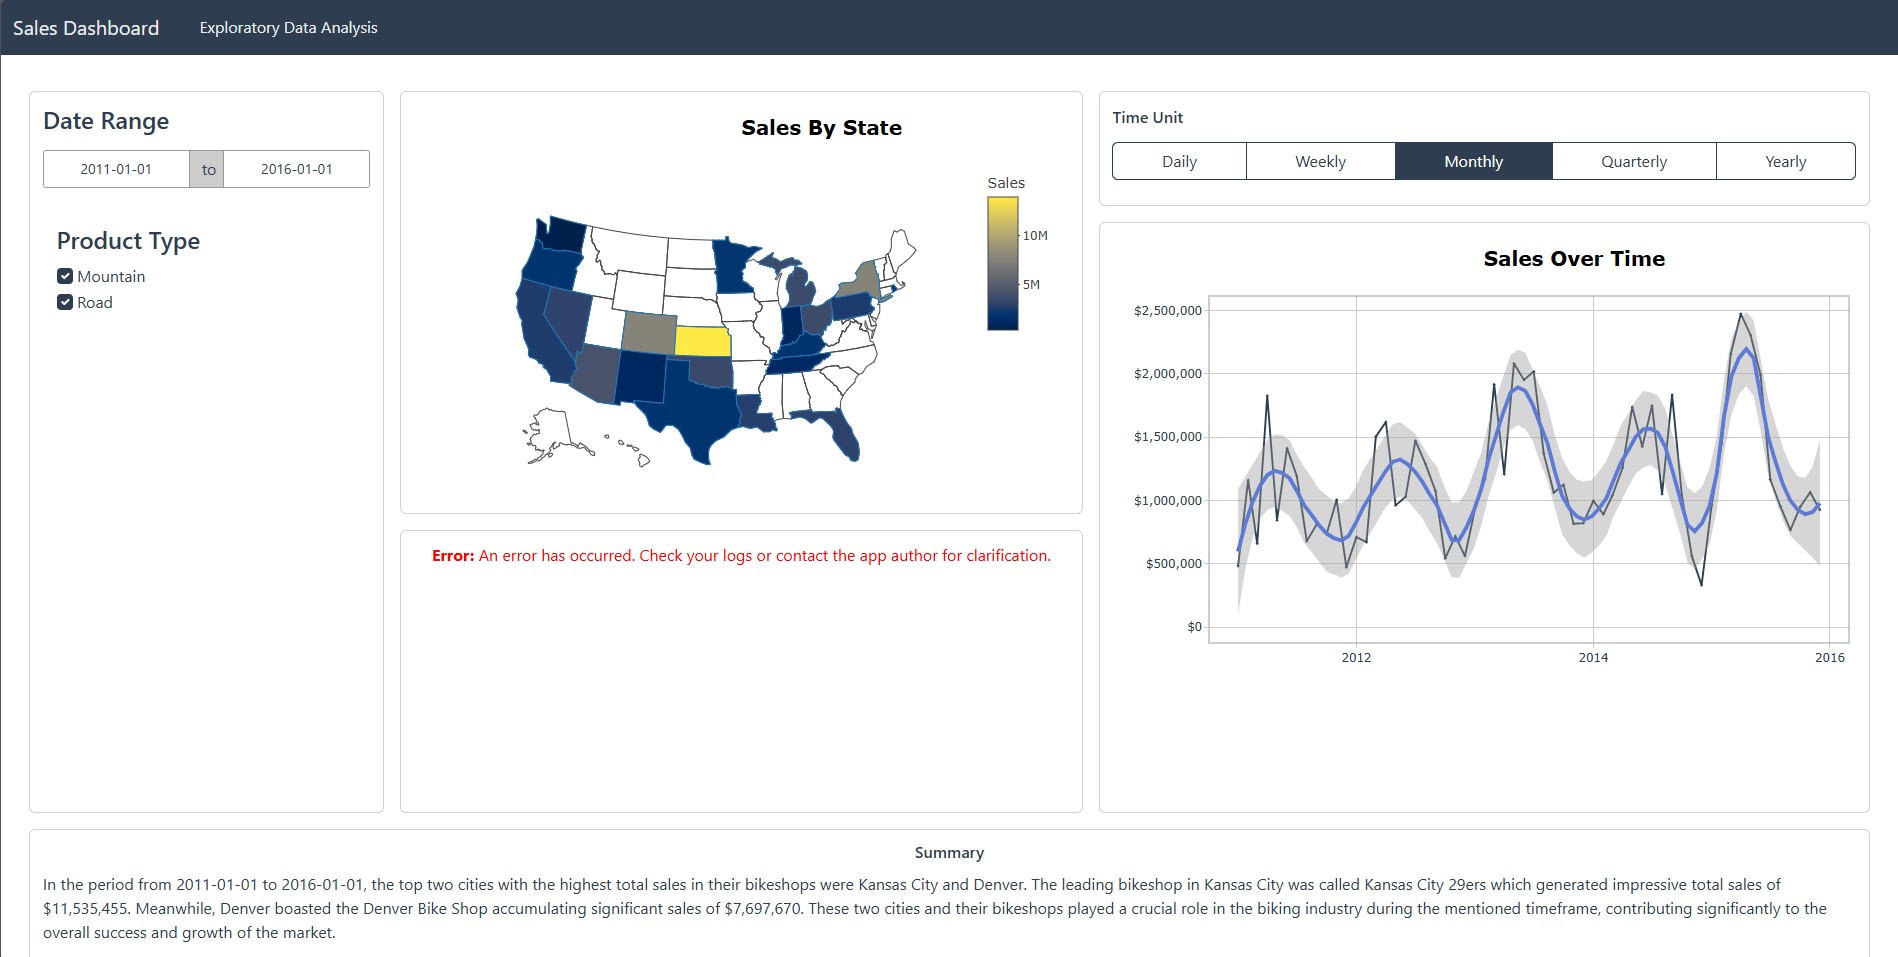 Sales Dashboard
Exploratory Data Analysis
Date Range
2011-01-01 to 2016-01-01
Product Type
Mountain
Road
Sales By State
Sales
10M
5M
Error: An error has occurred. Check your logs or contact the app author for clarification.
Time Unit
Daily Weekly Monthly Quarterly Yearly
Sales Over Time
$2,500,000
$2,000,000
$1,500,000
$1,000,000
$500,000
$0
2012 2014 2016
Summary
In the period from 2011-01-01 to 2016-01-01, the top two cities with the highest total sales in their bikeshops were Kansas City and Denver. The leading bikeshop in Kansas City was called Kansas City 29ers which generated impressive total sales of
$11,535,455. Meanwhile, Denver boasted the Denver Bike Shop accumulating significant sales of $7,697,670. These two cities and their bikeshops played a crucial role in the biking industry during the mentioned timeframe, contributing significantly to the
overall success and growth of the market.